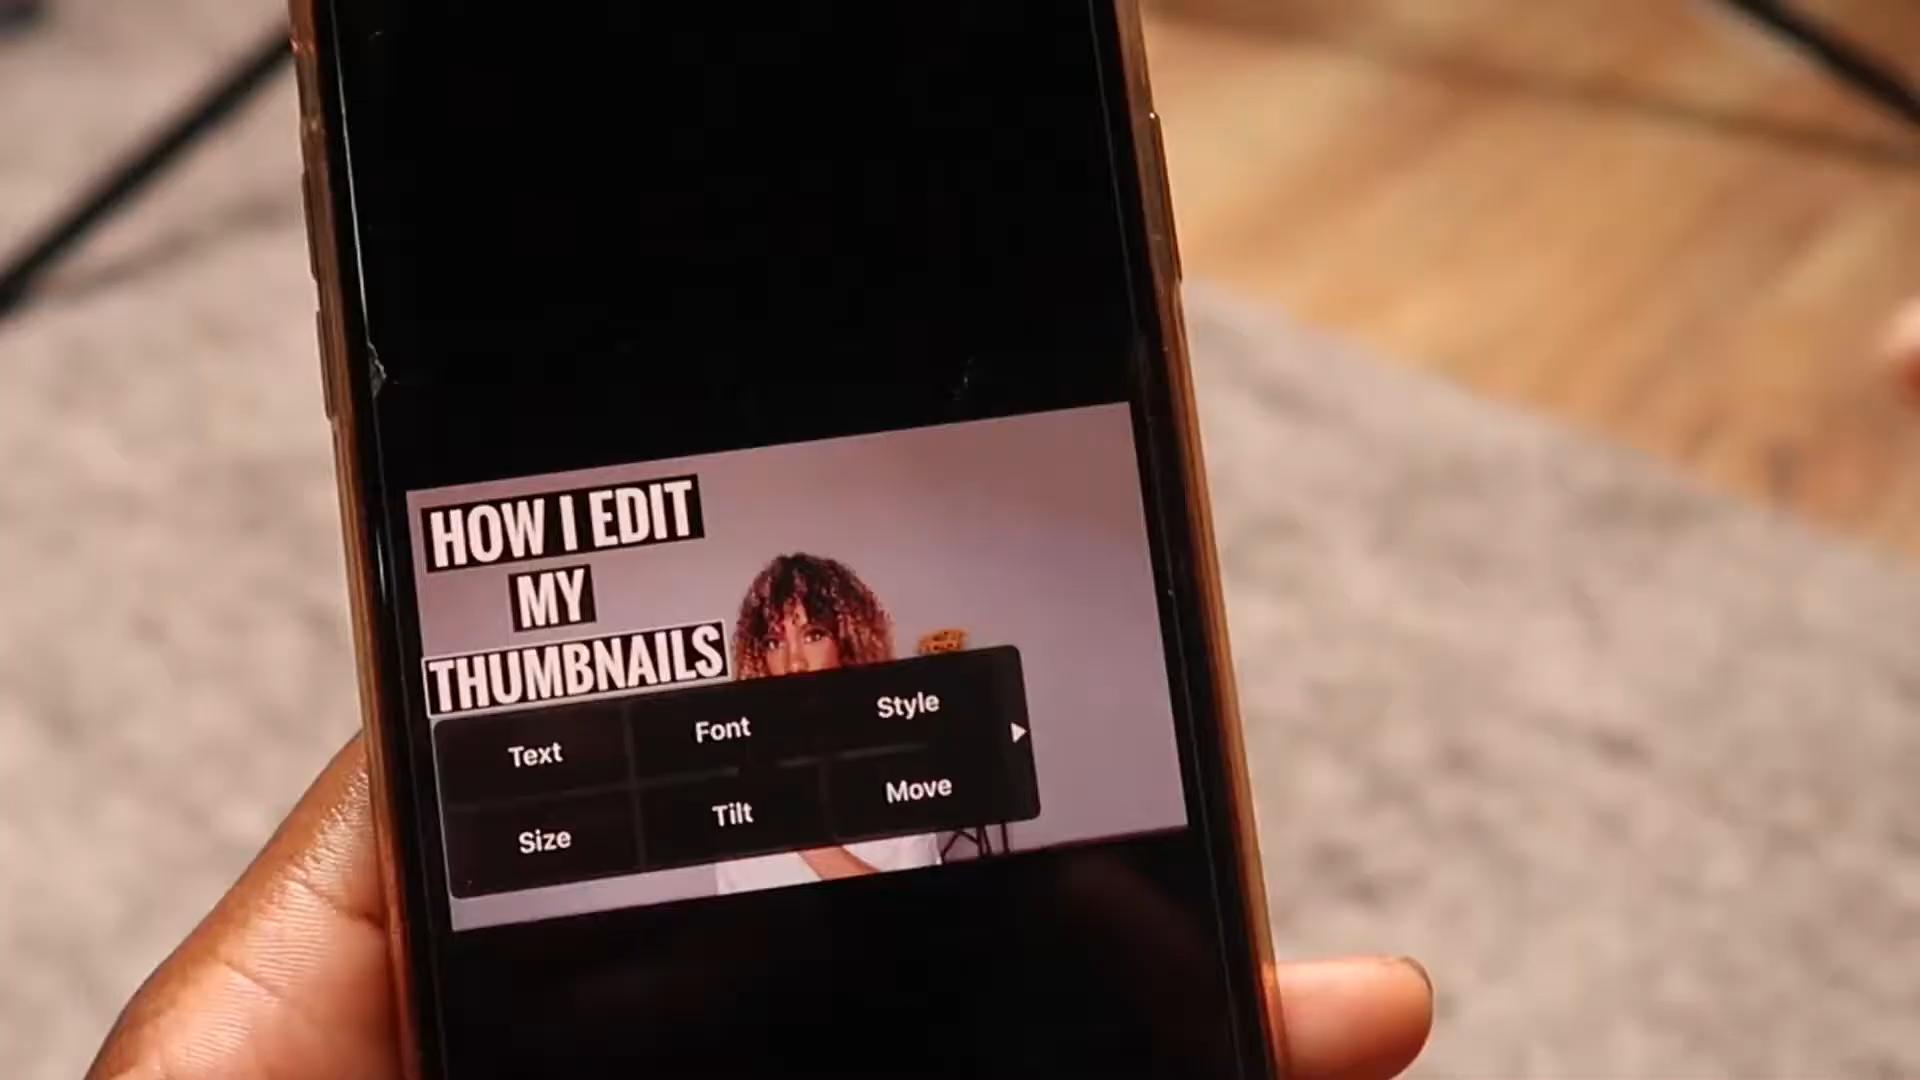 HOW I EDIT
MY
THUMBNAILS
Text
Font
Style
Size
Tilt
Move